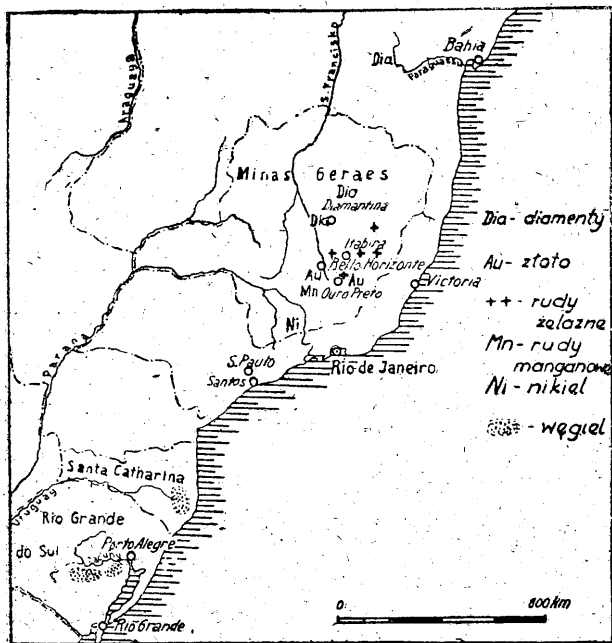 Araguaya
S. Francisko
Dia
Bahia
Paraguassu
Minas Geraes
Dia
Diamantina
Dia
Itabira
Bello Horizonte
Au
Au
Mn
Ouro Preto
Victoria
Parana
Ni
S. Paulo
Santos
Rio de Janeiro
Santa Catharina
Uruguay
Rio Grande
do Sul
Porto Alegre
Rio Grande
Dia - diamenty
Au - złoto
++ - rudy
żelazne
Mn - rudy
manganowe
Ni - nikiel
- węgiel
0 600 km